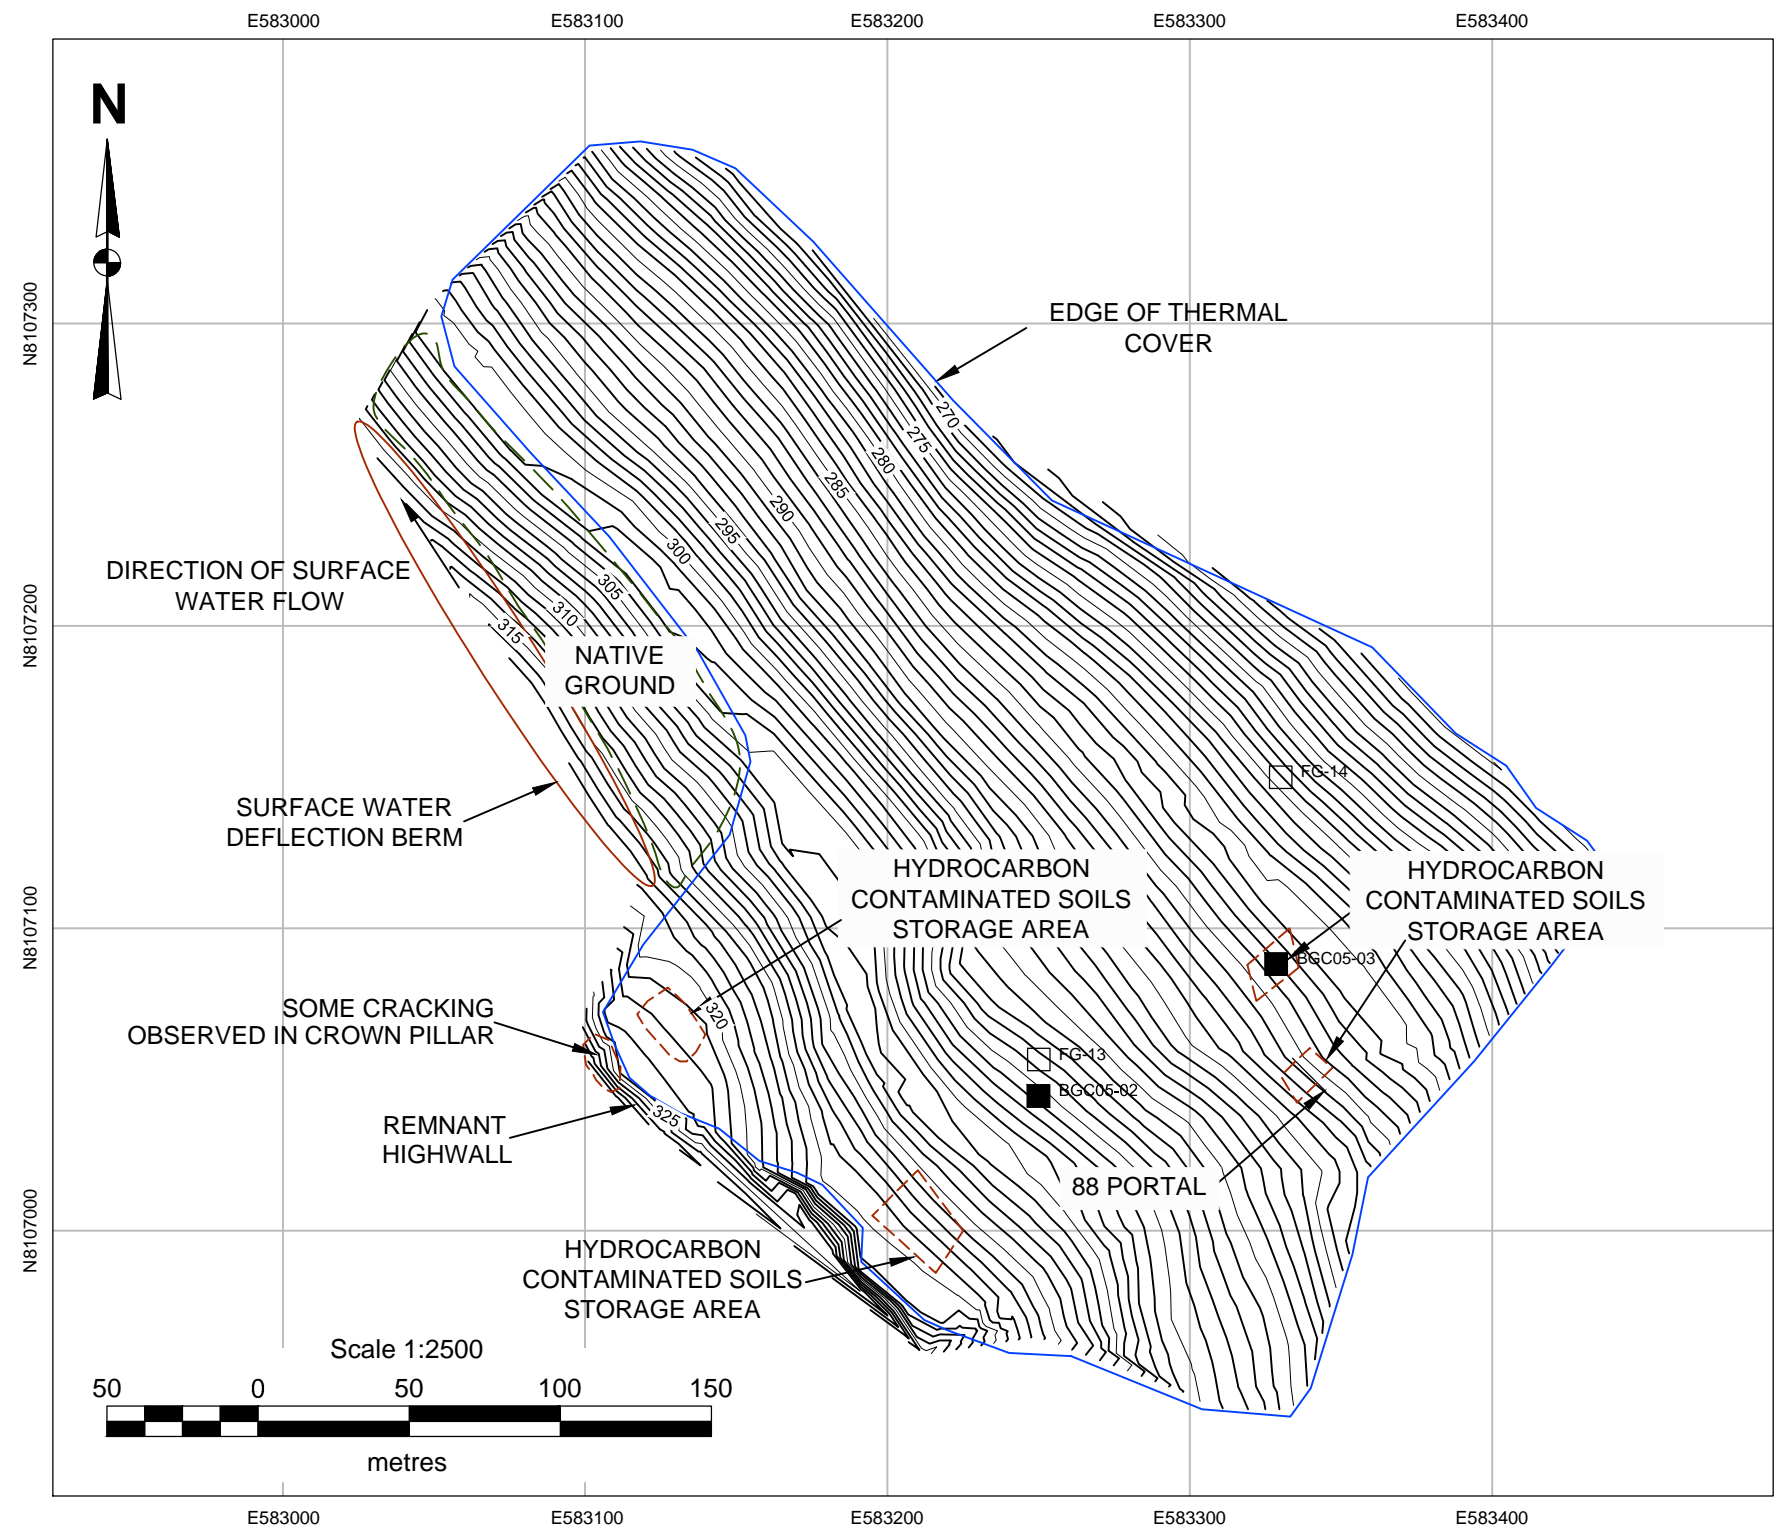 E583000 E583100 E583200 E583300 E583400
N
N8107300
N8107200
N8107100
N8107000
EDGE OF THERMAL
COVER
270
275
280
285
290
295
300
305
310
315
DIRECTION OF SURFACE
WATER FLOW
NATIVE
GROUND
SURFACE WATER
DEFLECTION BERM
FG-14
HYDROCARBON
CONTAMINATED SOILS
STORAGE AREA
HYDROCARBON
CONTAMINATED SOILS
STORAGE AREA
BGC05-03
SOME CRACKING
OBSERVED IN CROWN PILLAR
320
FG-13
BGC05-02
325
REMNANT
HIGHWALL
88 PORTAL
HYDROCARBON
CONTAMINATED SOILS
STORAGE AREA
Scale 1:2500
50 0 50 100 150
metres
E583000 E583100 E583200 E583300 E583400